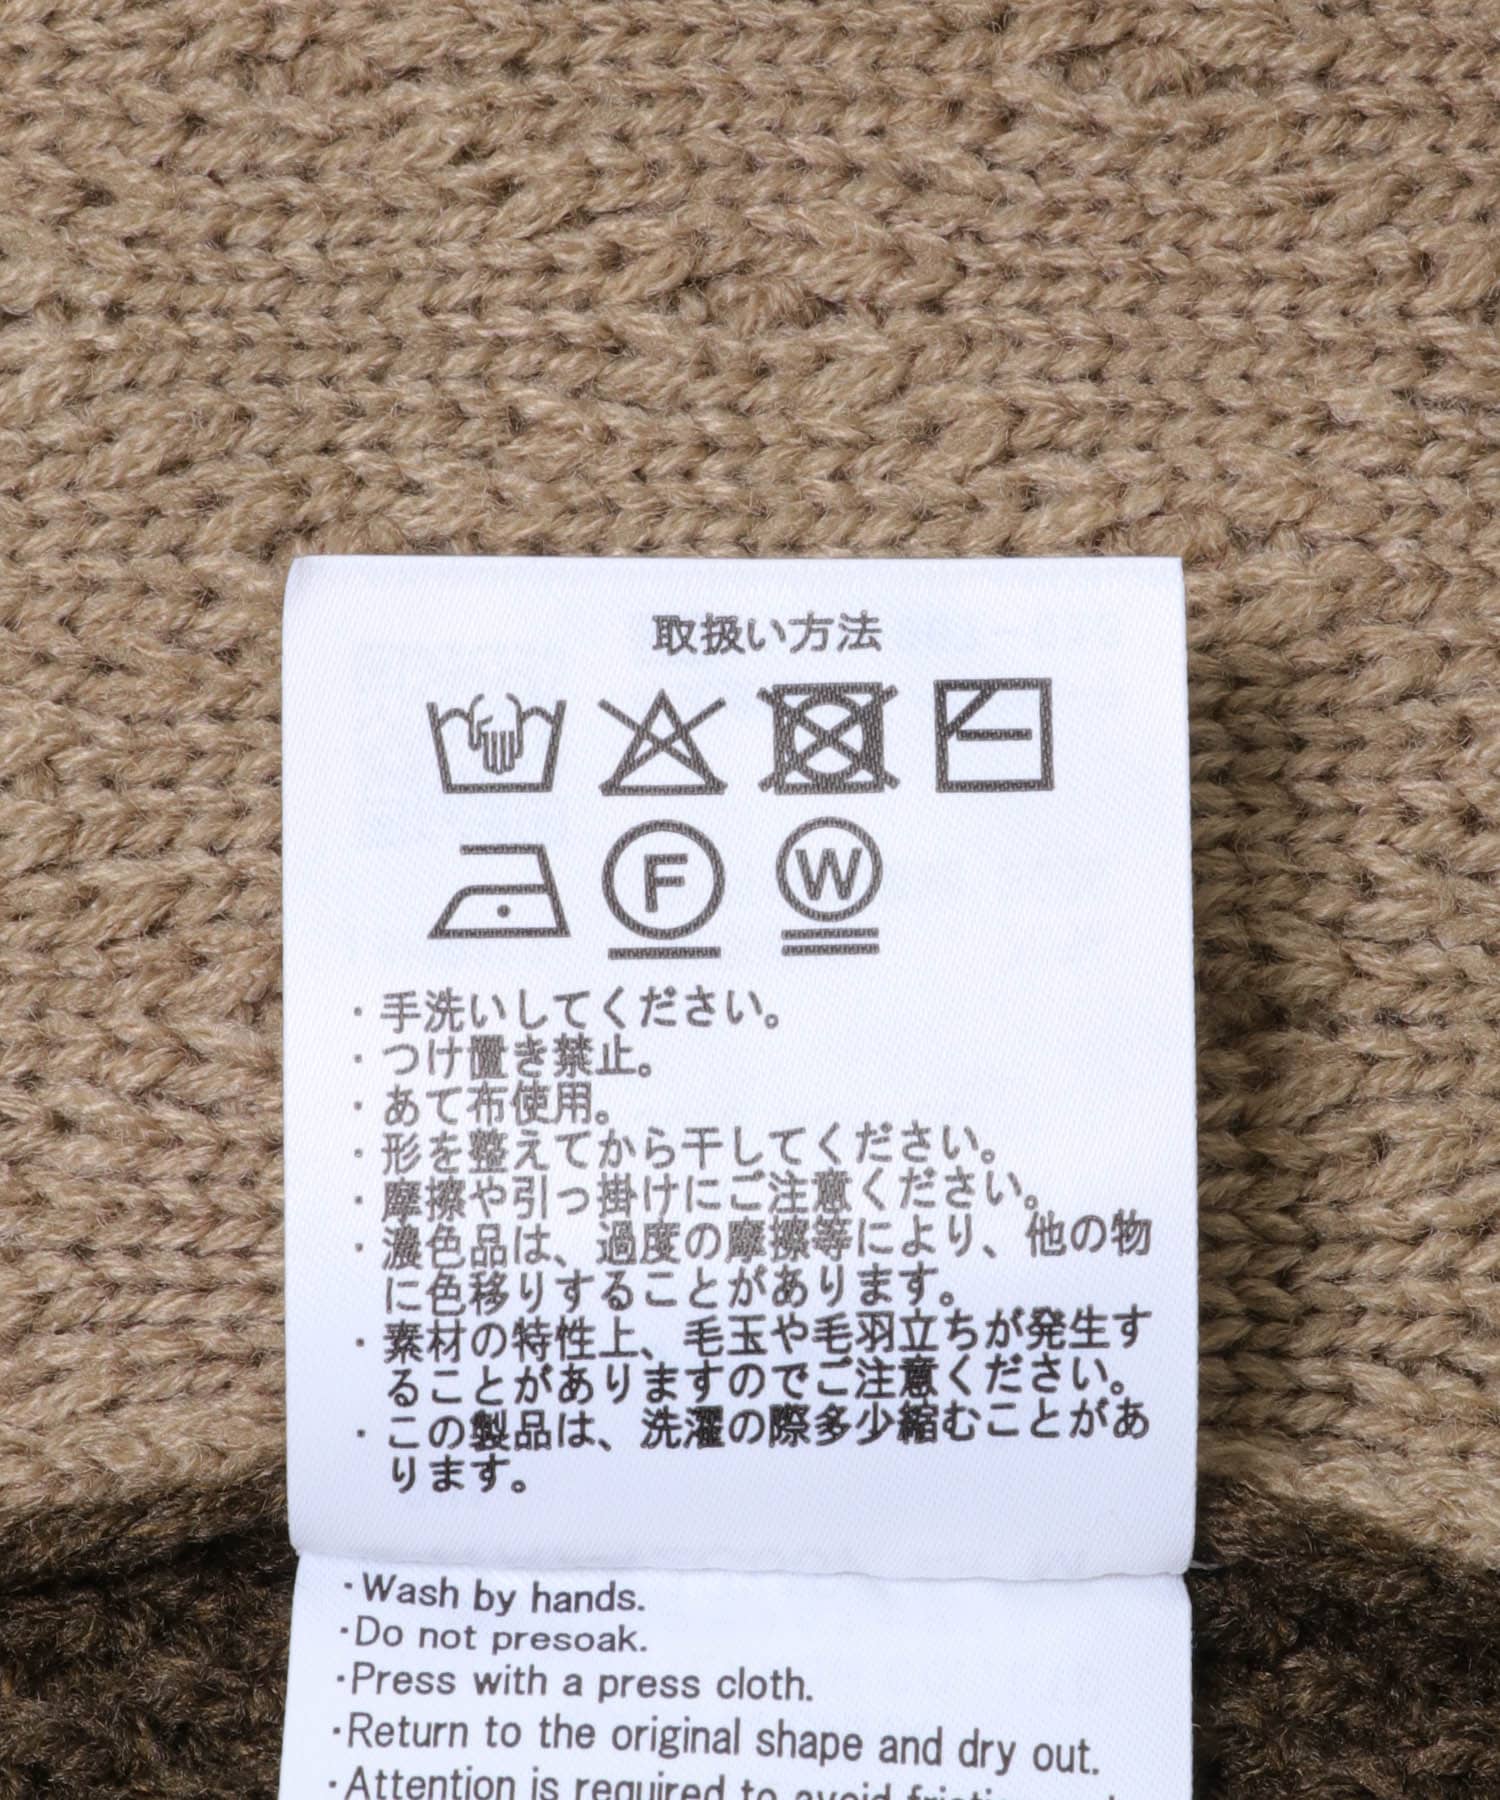 取扱い方法
F W
・手洗いしてください。
・つけ置き禁止。
・あて布使用。
・形を整えてから干してください。
・摩擦や引っ掛けにご注意ください。
・濃色品は、過度の摩擦等により、他の物
に色移りすることがあります。
・素材の特性上、毛玉や毛羽立ちが発生す
ることがありますのでご注意ください。
・この製品は、洗濯の際多少縮むことがあ
ります。
・Wash by hands.
・Do not presoak.
・Press with a press cloth.
・Return to the original shape and dry out.
・Attention is required to avoid